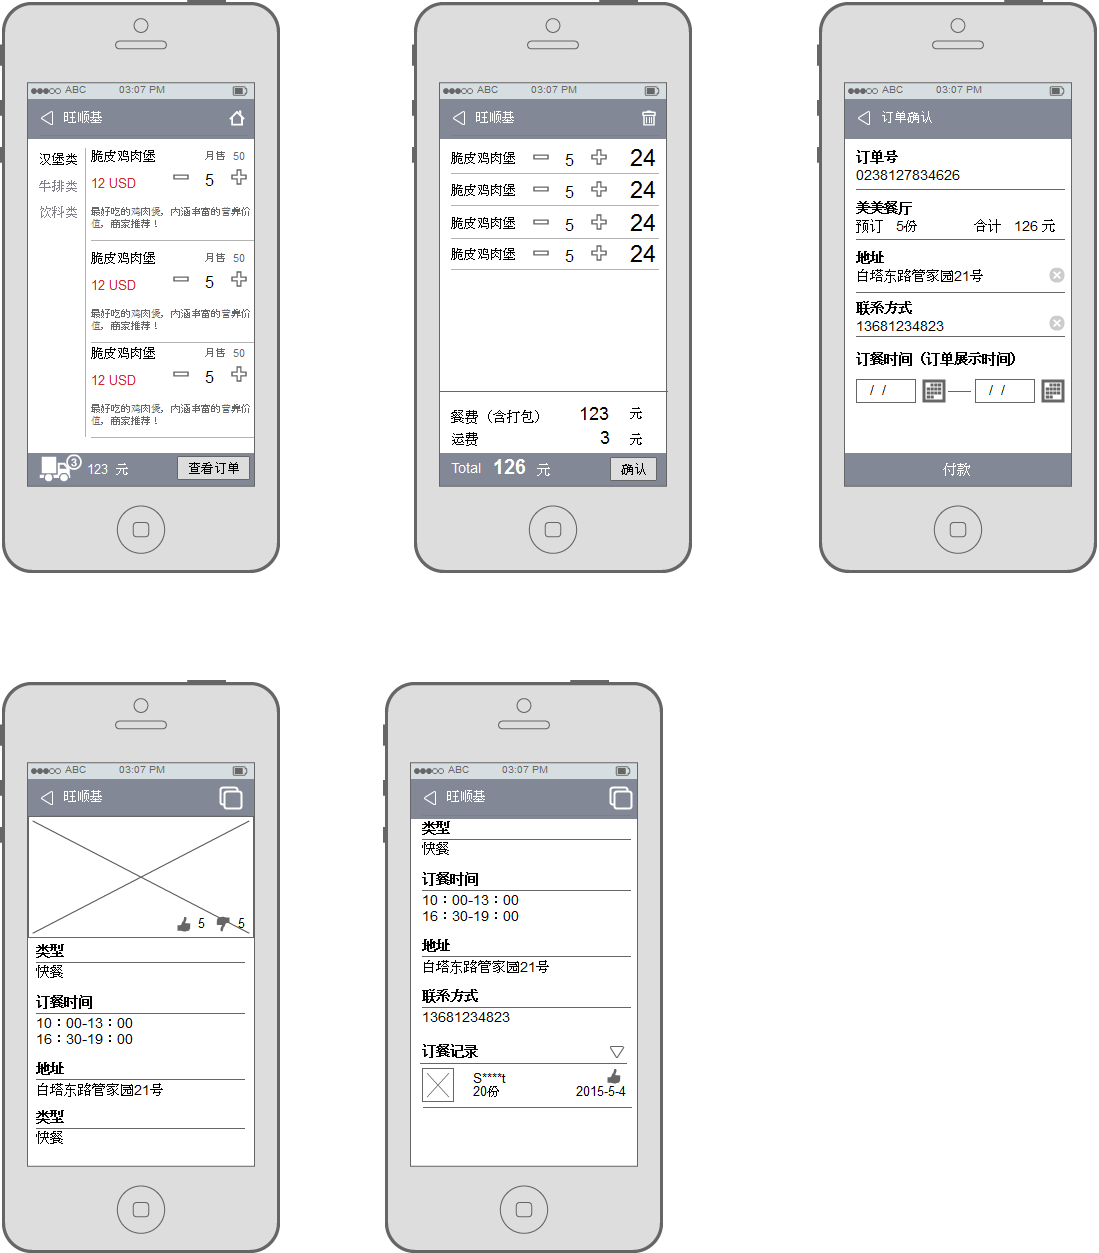 ABC 03:07 PM
旺顺基
汉堡类
牛排类
饮料类
脆皮鸡肉堡 月售 50
12 USD 5
最好吃的鸡肉煲，内涵丰富的营养价
值，商家推荐！
脆皮鸡肉堡 月售 50
12 USD 5
最好吃的鸡肉煲，内涵丰富的营养价
值，商家推荐！
脆皮鸡肉堡 月售 50
12 USD 5
最好吃的鸡肉煲，内涵丰富的营养价
值，商家推荐！
3 123 元 查看订单
ABC 03:07 PM
旺顺基
脆皮鸡肉堡 5 24
脆皮鸡肉堡 5 24
脆皮鸡肉堡 5 24
脆皮鸡肉堡 5 24
餐费（含打包） 123 元
运费 3 元
Total 126 元 确认
ABC 03:07 PM
订单确认
订单号
0238127834626
美美餐厅
预订 5份 合计 126 元
地址
白塔东路管家园21号
联系方式
13681234823
订餐时间（订单展示时间）
/ / — / /
付款
ABC 03:07 PM
旺顺基
5 5
类型
快餐
订餐时间
10：00-13：00
16：30-19：00
地址
白塔东路管家园21号
类型
快餐
ABC 03:07 PM
旺顺基
类型
快餐
订餐时间
10：00-13：00
16：30-19：00
地址
白塔东路管家园21号
联系方式
13681234823
订餐记录
S****t
20份 2015-5-4